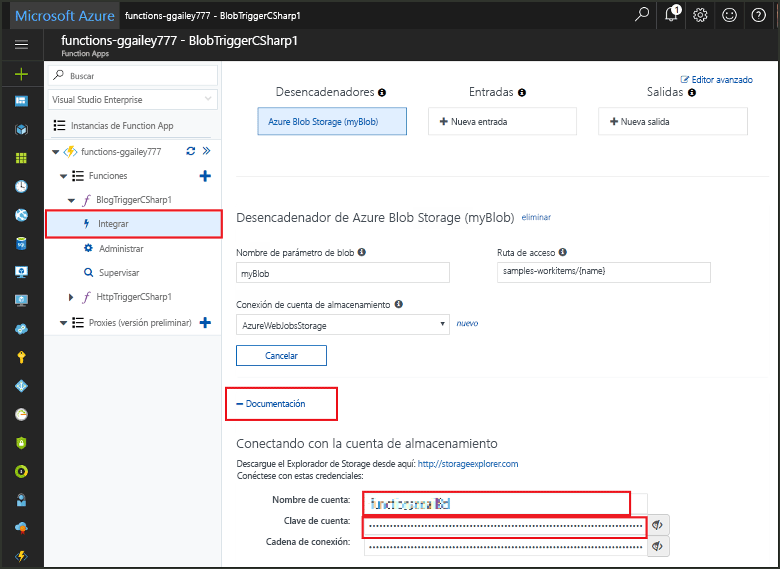 Microsoft Azure functions-ggailey777 - BlobTriggerCSharp1
1
functions-ggailey777 - BlobTriggerCSharp1
Function Apps
Buscar
Visual Studio Enterprise
Instancias de Function App
functions-ggailey777
Funciones
BlogTriggerCSharp1
Integrar
Administrar
Supervisar
HttpTriggerCSharp1
Proxies (versión preliminar)
Editor avanzado
Desencadenadores Entradas Salidas
Azure Blob Storage (myBlob) Nueva entrada Nueva salida
Desencadenador de Azure Blob Storage (myBlob) eliminar
Nombre de parámetro de blob Ruta de acceso
myBlob samples-workitems/{name}
Conexión de cuenta de almacenamiento
AzureWebJobsStorage nuevo
Cancelar
Documentación
Conectando con la cuenta de almacenamiento
Descargue el Explorador de Storage desde aquí: http://storageexplorer.com
Conéctese con estas credenciales:
Nombre de cuenta:
Clave de cuenta:
Cadena de conexión: